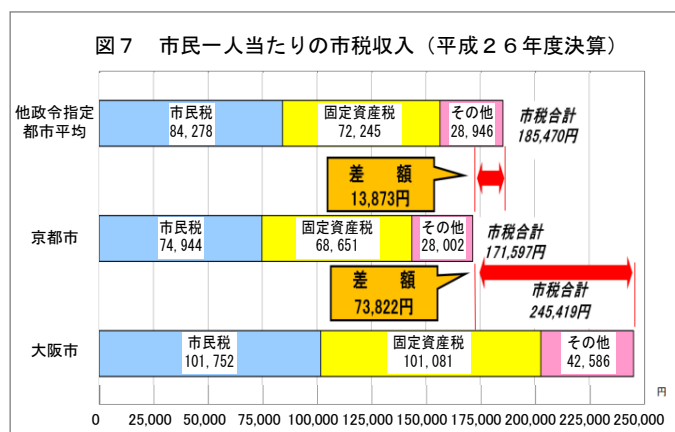 図７　市民一人当たりの市税収入（平成２６年度決算）
他政令指定
都市平均
市民税
84,278
固定資産税
72,245
その他
28,946
市税合計
185,470円
差　額
13,873円
京都市
市民税
74,944
固定資産税
68,651
その他
28,002
市税合計
171,597円
差　額
73,822円
市税合計
245,419円
大阪市
市民税
101,752
固定資産税
101,081
その他
42,586
円
0 25,000 50,000 75,000 100,000 125,000 150,000 175,000 200,000 225,000 250,000